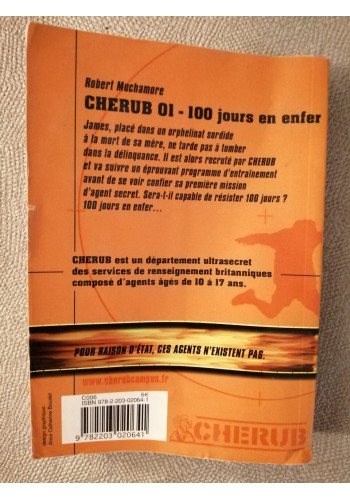 Robert Muchamore
CHERUB 01 - 100 jours en enfer
James, placé dans un orphelinat sordide
à la mort de sa mère, ne tarde pas à tomber
dans la délinquance. Il est alors recruté par CHERUB
et va suivre un éprouvant programme d'entraînement
avant de se voir confier sa première mission
d'agent secret. Sera-t-il capable de résister 100 jours ?
100 jours en enfer...
CHERUB est un département ultrasecret
des services de renseignement britanniques
composé d'agents âgés de 10 à 17 ans.
POUR RAISON D'ÉTAT, CES AGENTS N'EXISTENT PAS.
www.cherubcampus.fr
C006 6€
ISBN 978-2-203-02064-1
9 782203 020641
CHERUB
design graphique